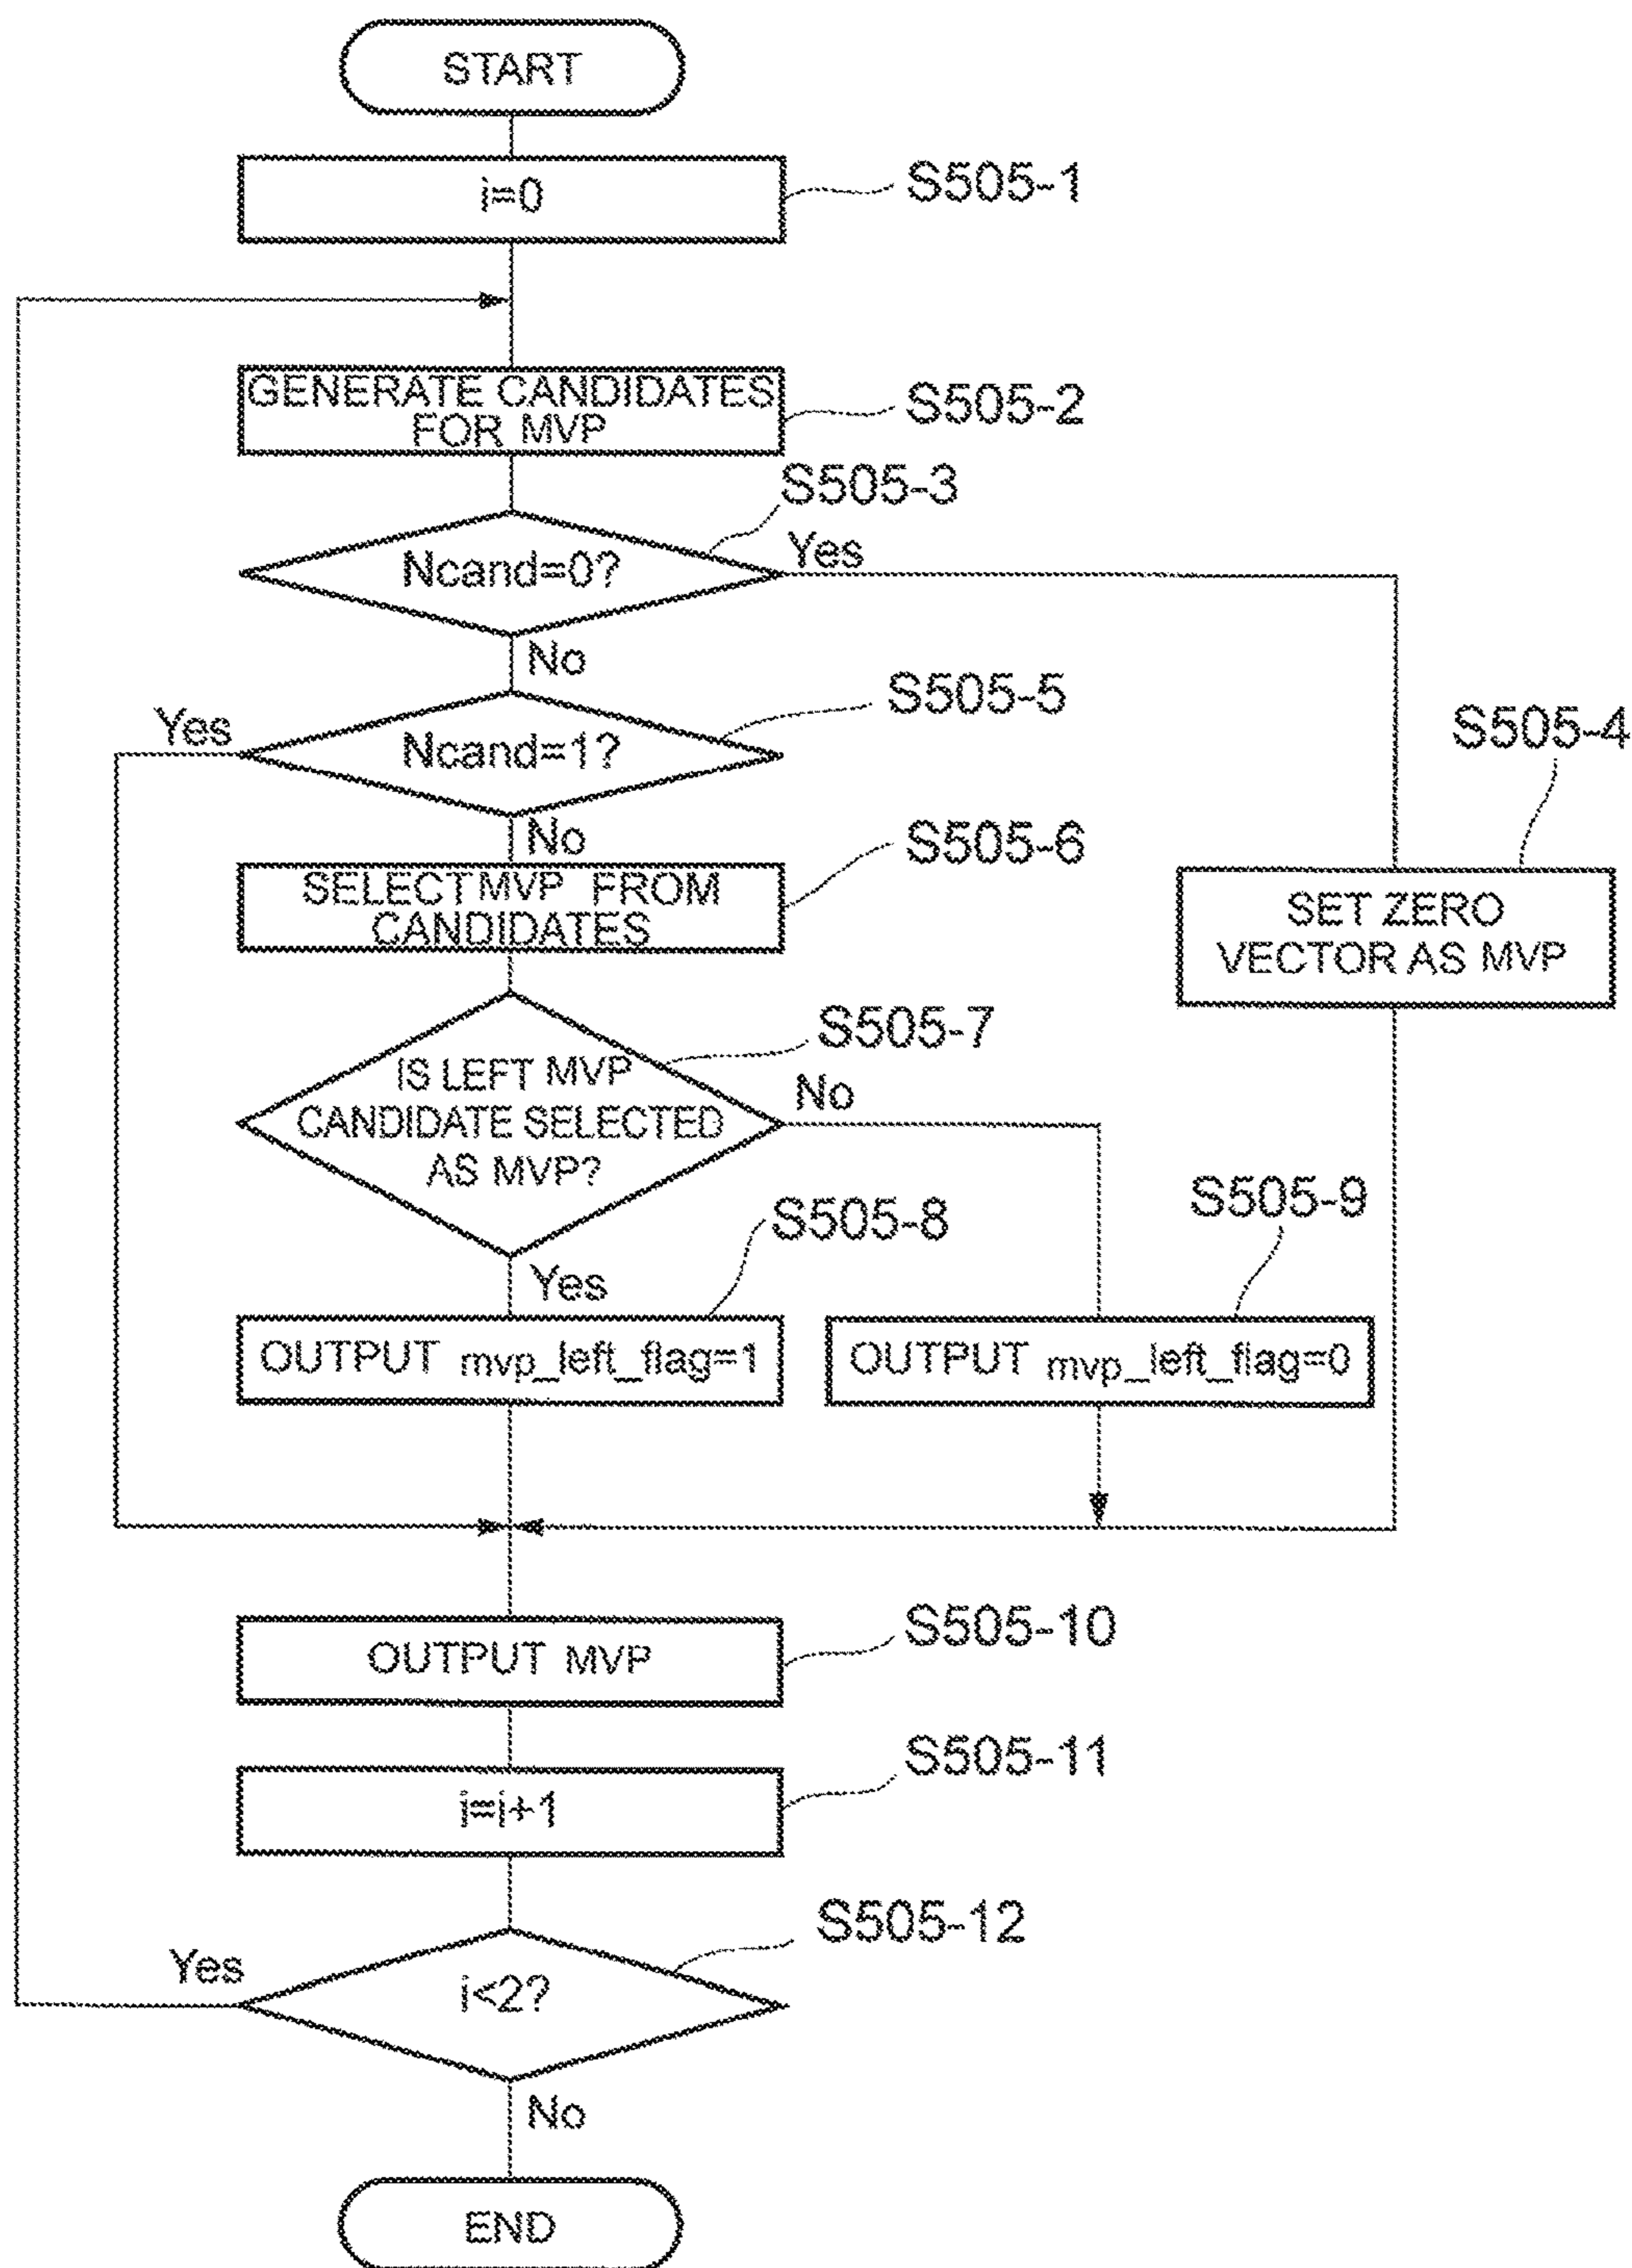 START
i=0
S505-1
GENERATE CANDIDATES
FOR MVP
S505-2
S505-3
Ncand=0?
Yes
No
S505-5
Yes
Ncand=1?
S505-4
No
S505-6
SELECT MVP FROM
CANDIDATES
SET ZERO
VECTOR AS MVP
S505-7
IS LEFT MVP
CANDIDATE SELECTED
AS MVP?
No
S505-9
S505-8
Yes
OUTPUT mvp_left_flag=1
OUTPUT mvp_left_flag=0
S505-10
OUTPUT MVP
S505-11
i=i+1
S505-12
Yes
i<2?
No
END